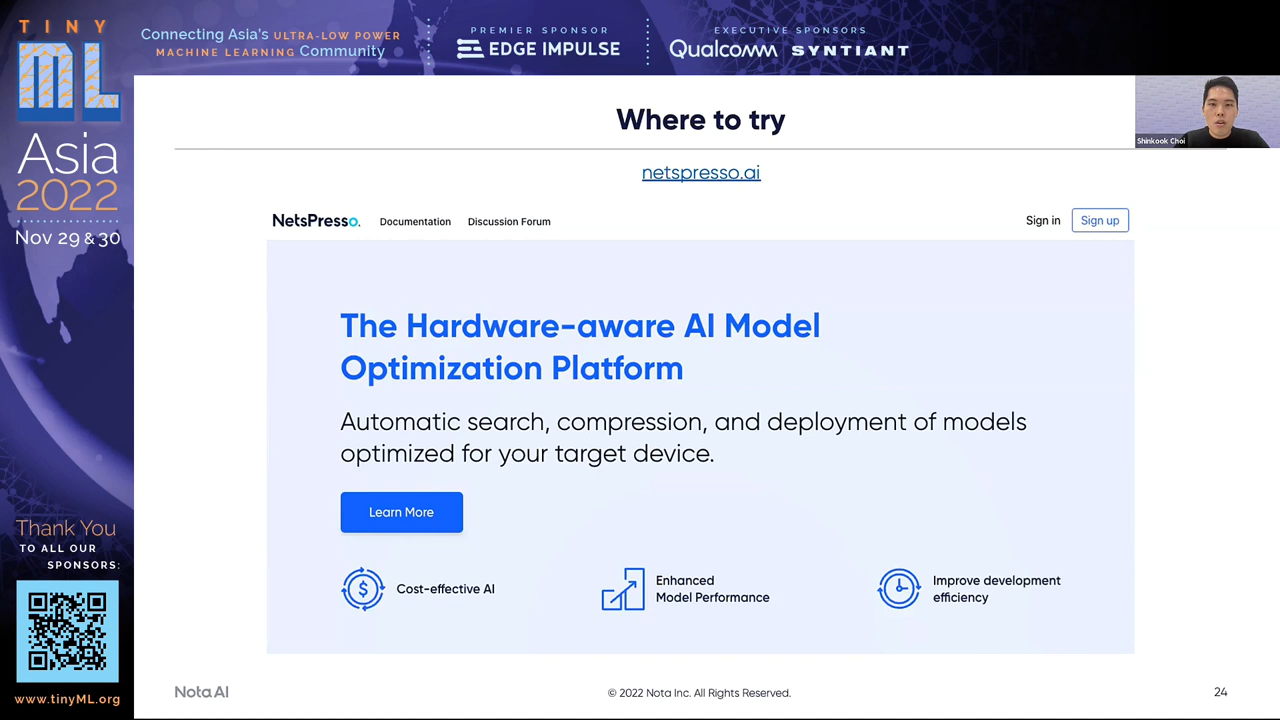 TINY
ML
Asia
2022
Nov 29 & 30
Connecting Asia's ULTRA-LOW POWER
MACHINE LEARNING Community
PREMIER SPONSOR
EDGE IMPULSE
EXECUTIVE SPONSORS
Qualcomm SYNTIANT
Where to try
Shinkook Choi
netspresso.ai
NetsPresso. Documentation Discussion Forum Sign in Sign up
The Hardware-aware AI Model
Optimization Platform
Automatic search, compression, and deployment of models
optimized for your target device.
Learn More
Cost-effective AI
Enhanced
Model Performance
Improve development
efficiency
Thank You
TO ALL OUR
SPONSORS:
www.tinyML.org
Nota AI
© 2022 Nota Inc. All Rights Reserved.
24